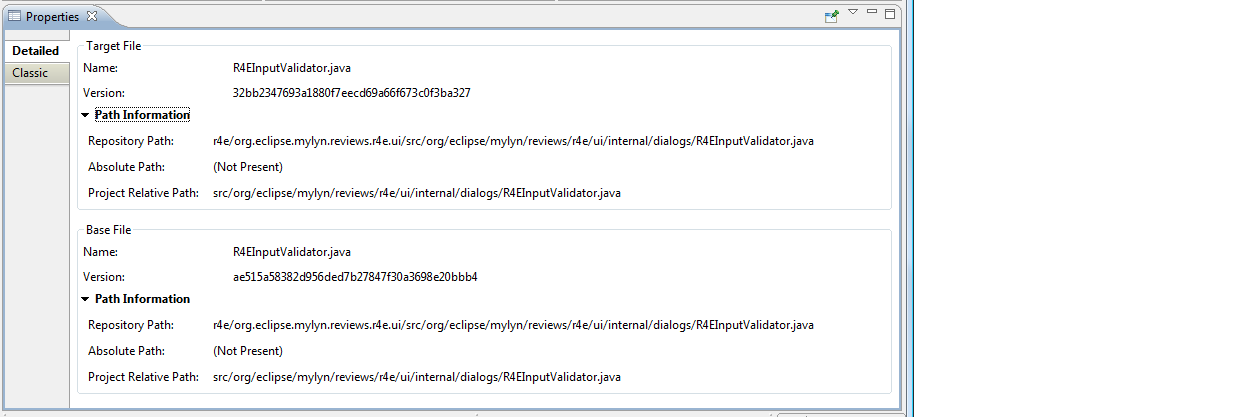 Properties
Detailed
Classic
Target File
Name: R4EInputValidator.java
Version: 32bb2347693a1880f7eecd69a66f673c0f3ba327
Path Information
Repository Path: r4e/org.eclipse.mylyn.reviews.r4e.ui/src/org/eclipse/mylyn/reviews/r4e/ui/internal/dialogs/R4EInputValidator.java
Absolute Path: (Not Present)
Project Relative Path: src/org/eclipse/mylyn/reviews/r4e/ui/internal/dialogs/R4EInputValidator.java
Base File
Name: R4EInputValidator.java
Version: ae515a58382d956ded7b27847f30a3698e20bbb4
Path Information
Repository Path: r4e/org.eclipse.mylyn.reviews.r4e.ui/src/org/eclipse/mylyn/reviews/r4e/ui/internal/dialogs/R4EInputValidator.java
Absolute Path: (Not Present)
Project Relative Path: src/org/eclipse/mylyn/reviews/r4e/ui/internal/dialogs/R4EInputValidator.java